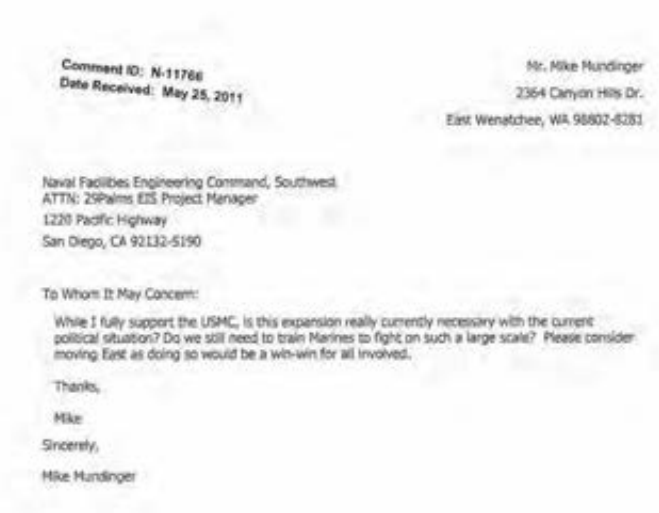 Comment ID: N-11766
Date Received: May 25, 2011
Mr. Mike Mundinger
2364 Canyon Hills Dr.
East Wenatchee, WA 98802-8281
Naval Facilities Engineering Command, Southwest
ATTN: 29Palms EIS Project Manager
1220 Pacific Highway
San Diego, CA 92132-5190
To Whom It May Concern:
While I fully support the USMC, is this expansion really currently necessary with the current
political situation? Do we still need to train Marines to fight on such a large scale? Please consider
moving East as doing so would be a win-win for all involved.
Thanks,
Mike
Sincerely,
Mike Mundinger